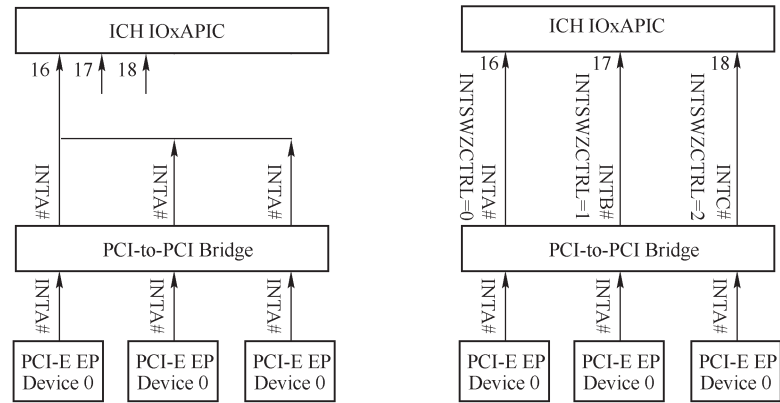 ICH IOxAPIC
16
17
18
INTA#
INTA#
INTA#
PCI-to-PCI Bridge
INTA#
INTA#
INTA#
PCI-E EP
Device 0
PCI-E EP
Device 0
PCI-E EP
Device 0
ICH IOxAPIC
16
17
18
INTSWZCTRL=0
INTA#
INTSWZCTRL=1
INTB#
INTSWZCTRL=2
INTC#
PCI-to-PCI Bridge
INTA#
INTA#
INTA#
PCI-E EP
Device 0
PCI-E EP
Device 0
PCI-E EP
Device 0